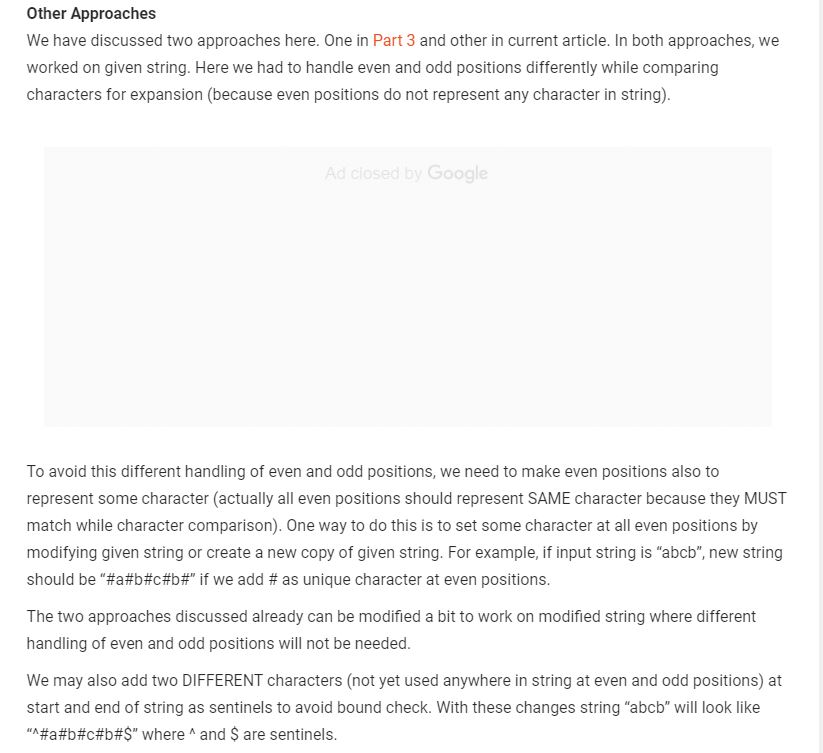 Other Approaches
We have discussed two approaches here. One in Part 3 and other in current article. In both approaches, we
worked on given string. Here we had to handle even and odd positions differently while comparing
characters for expansion (because even positions do not represent any character in string).
Ad closed by Google
To avoid this different handling of even and odd positions, we need to make even positions also to
represent some character (actually all even positions should represent SAME character because they MUST
match while character comparison). One way to do this is to set some character at all even positions by
modifying given string or create a new copy of given string. For example, if input string is “abcb”, new string
should be “#a#b#c#b#” if we add # as unique character at even positions.
The two approaches discussed already can be modified a bit to work on modified string where different
handling of even and odd positions will not be needed.
We may also add two DIFFERENT characters (not yet used anywhere in string at even and odd positions) at
start and end of string as sentinels to avoid bound check. With these changes string “abcb” will look like
“^#a#b#c#b#$” where ^ and $ are sentinels.